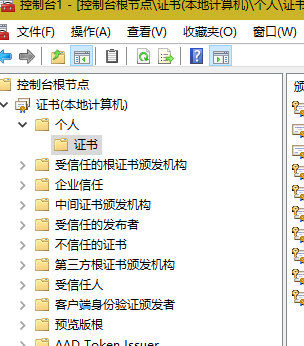 控制台1 - [控制台根节点\证书(本地计算机)\个人\证书
文件(F) 操作(A) 查看(V) 收藏夹(O) 窗口(W)
控制台根节点
颁
证书(本地计算机)
个人
证书
受信任的根证书颁发机构
企业信任
中间证书颁发机构
受信任的发布者
不信任的证书
第三方根证书颁发机构
受信任人
客户端身份验证颁发者
预览版根
AAD Token Issuer